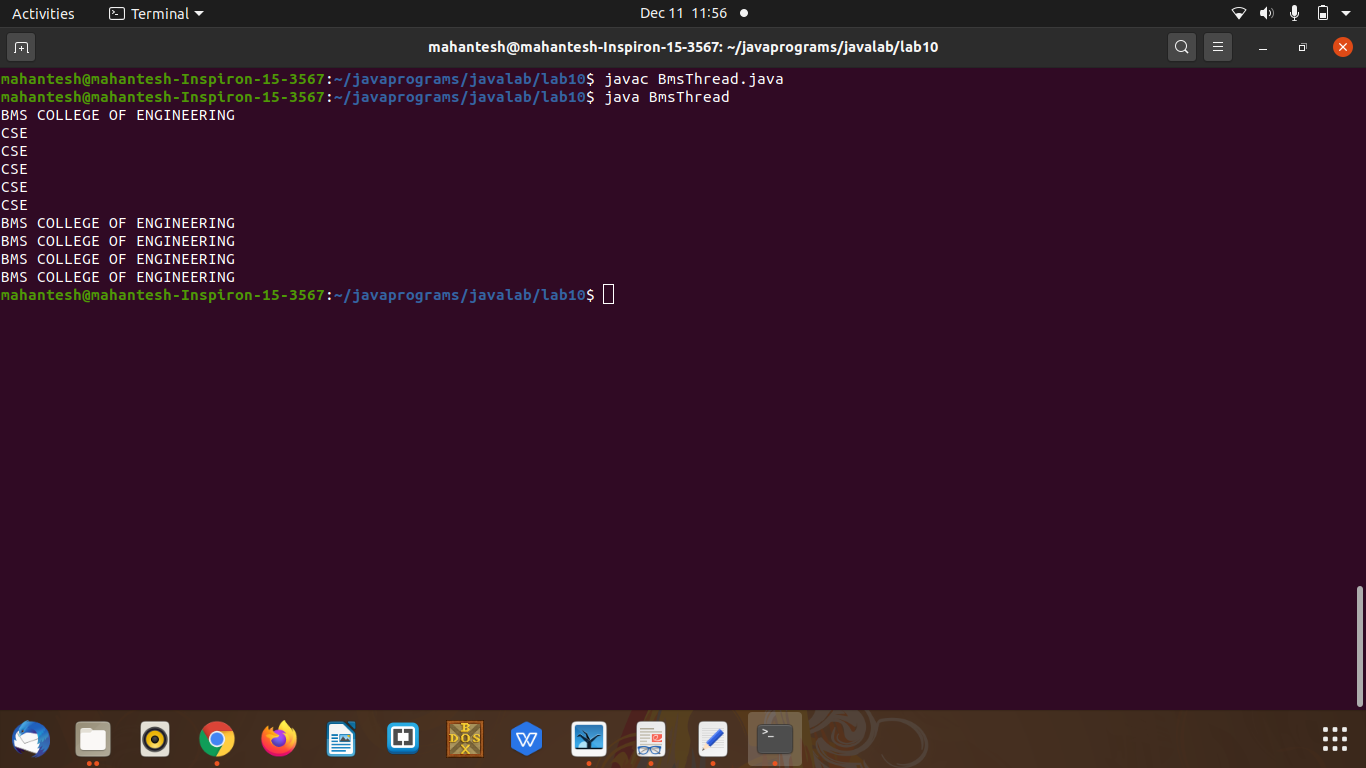 Activities Terminal Dec 11 11:56
mahantesh@mahantesh-Inspiron-15-3567: ~/javaprograms/javalab/lab10
mahantesh@mahantesh-Inspiron-15-3567:~/javaprograms/javalab/lab10$ javac BmsThread.java
mahantesh@mahantesh-Inspiron-15-3567:~/javaprograms/javalab/lab10$ java BmsThread
BMS COLLEGE OF ENGINEERING
CSE
CSE
CSE
CSE
CSE
BMS COLLEGE OF ENGINEERING
BMS COLLEGE OF ENGINEERING
BMS COLLEGE OF ENGINEERING
BMS COLLEGE OF ENGINEERING
mahantesh@mahantesh-Inspiron-15-3567:~/javaprograms/javalab/lab10$
B
DOS
X
W
>_